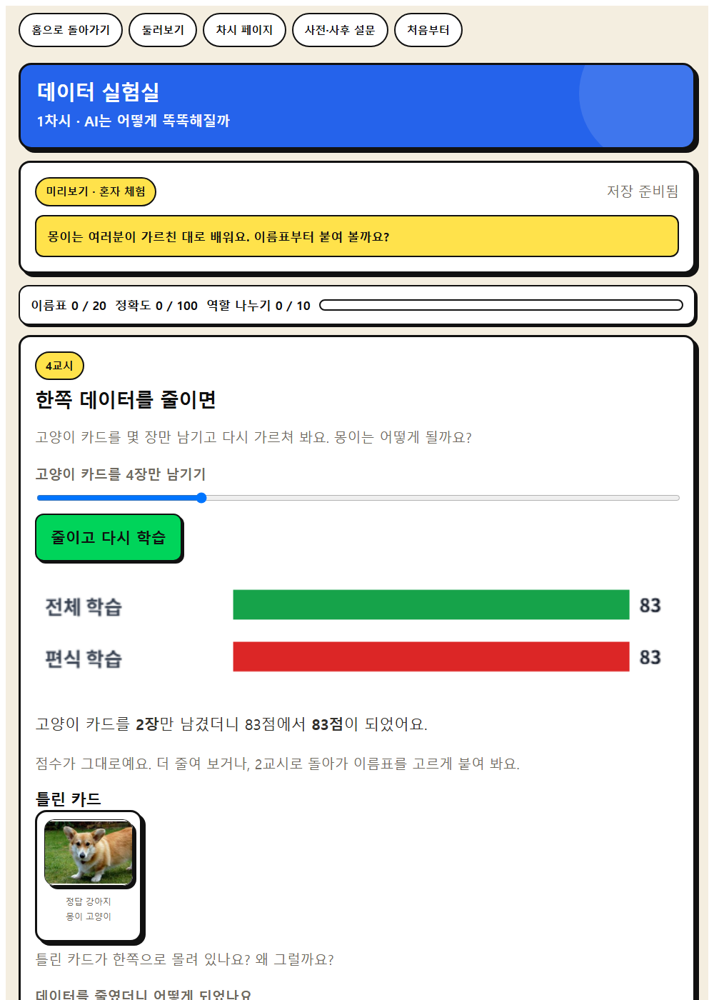 홈으로 돌아가기
둘러보기
차시 페이지
사전·사후 설문
처음부터
데이터 실험실
1차시 · AI는 어떻게 똑똑해질까
미리보기 · 혼자 체험
저장 준비됨
몽이는 여러분이 가르친 대로 배워요. 이름표부터 붙여 볼까요?
이름표 0 / 20 정확도 0 / 100 역할 나누기 0 / 10
4교시
한쪽 데이터를 줄이면
고양이 카드를 몇 장만 남기고 다시 가르쳐 봐요. 몽이는 어떻게 될까요?
고양이 카드를 4장만 남기기
줄이고 다시 학습
전체 학습 83
편식 학습 83
고양이 카드를 2장만 남겼더니 83점에서 83점이 되었어요.
점수가 그대로예요. 더 줄여 보거나, 2교시로 돌아가 이름표를 고르게 붙여 봐요.
틀린 카드
정답 강아지
몽이 고양이
틀린 카드가 한쪽으로 몰려 있나요? 왜 그럴까요?
데이터를 줄였더니 어떻게 되었나요